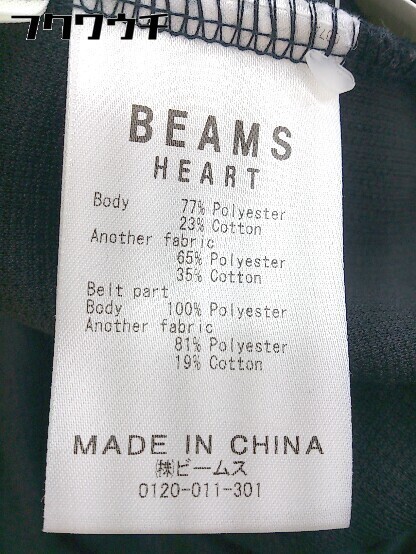 フクウウチ
BEAMS
HEART
Body 77% Polyester
23% Cotton
Another fabric
65% Polyester
35% Cotton
Belt part
Body 100% Polyester
Another fabric
81% Polyester
19% Cotton
MADE IN CHINA
㈱ビームス
0120-011-301